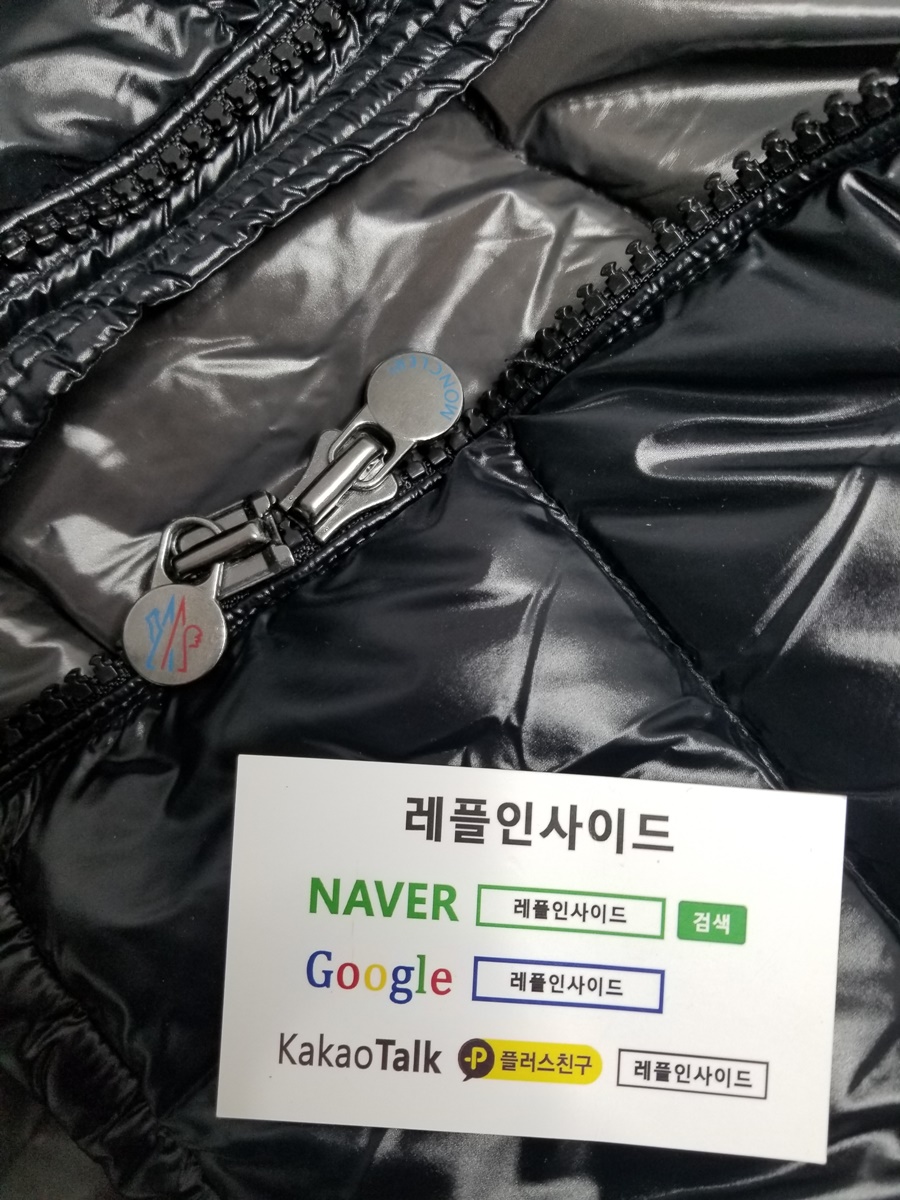 MONCLER
레플인사이드
NAVER 레플인사이드 검색
Google 레플인사이드
KakaoTalk P 플러스친구 레플인사이드